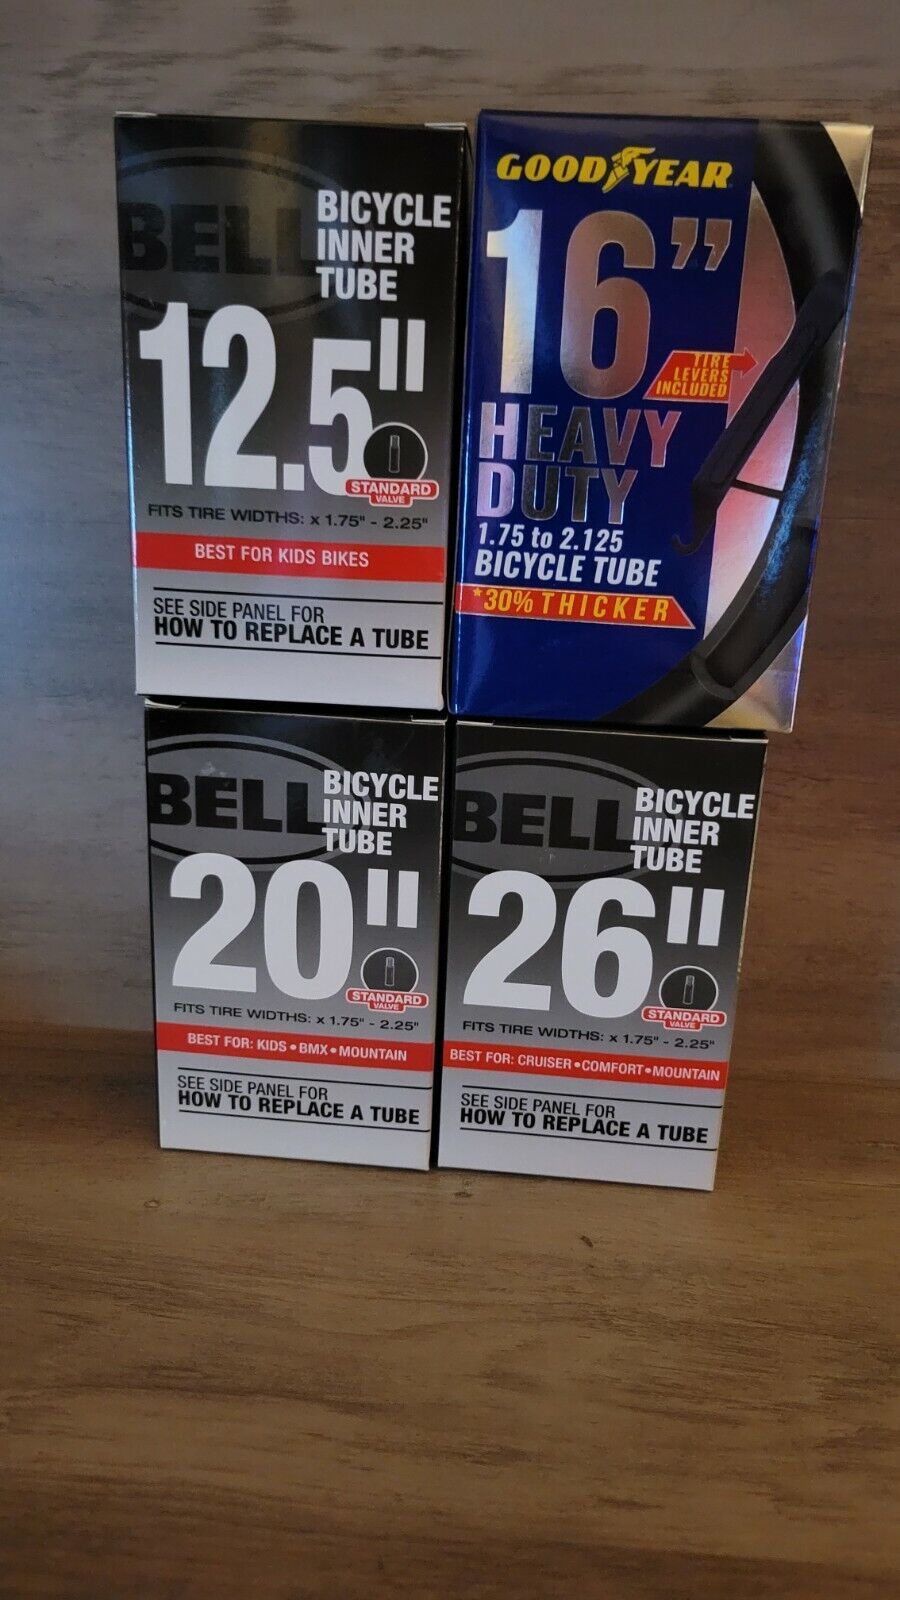 BELL
BICYCLE
INNER
TUBE
12.5"
STANDARD
VALVE
FITS TIRE WIDTHS: x 1.75" - 2.25"
BEST FOR KIDS BIKES
SEE SIDE PANEL FOR
HOW TO REPLACE A TUBE
GOOD YEAR
16”
TIRE
LEVERS
INCLUDED
HEAVY
DUTY
1.75 to 2.125
BICYCLE TUBE
*30% THICKER
BELL
BICYCLE
INNER
TUBE
20"
STANDARD
VALVE
FITS TIRE WIDTHS: x 1.75" - 2.25"
BEST FOR: KIDS • BMX • MOUNTAIN
SEE SIDE PANEL FOR
HOW TO REPLACE A TUBE
BELL
BICYCLE
INNER
TUBE
26"
STANDARD
VALVE
FITS TIRE WIDTHS: x 1.75" - 2.25"
BEST FOR: CRUISER • COMFORT • MOUNTAIN
SEE SIDE PANEL FOR
HOW TO REPLACE A TUBE